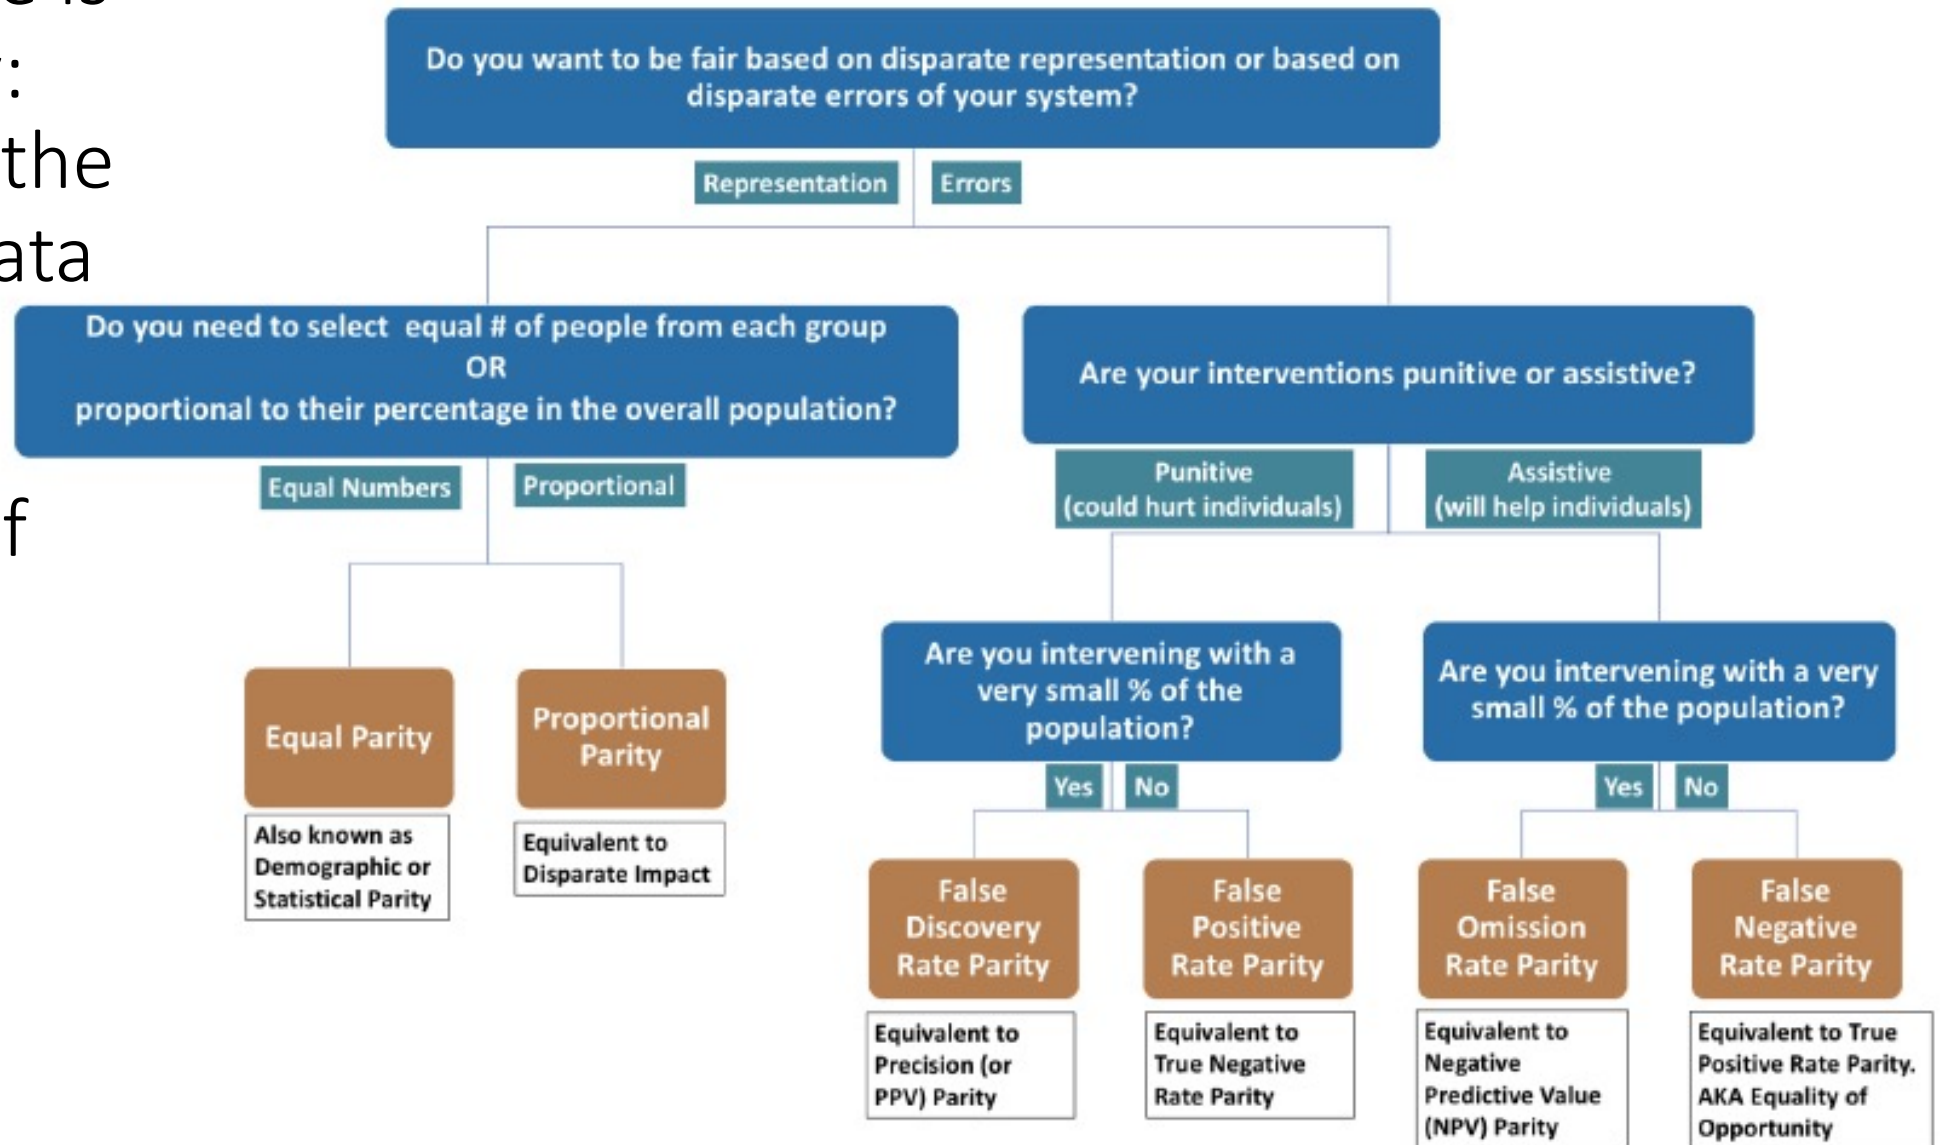 Do you want to be fair based on disparate representation or based on
disparate errors of your system?
:
the
ata
f
Representation
Errors
Do you need to select equal # of people from each group
OR
proportional to their percentage in the overall population?
Are your interventions punitive or assistive?
Equal Numbers
Proportional
Punitive
(could hurt individuals)
Assistive
(will help individuals)
Equal Parity
Also known as
Demographic or
Statistical Parity
Proportional
Parity
Equivalent to
Disparate Impact
Are you intervening with a
very small % of the
population?
Yes
No
Are you intervening with a very
small % of the population?
Yes
No
False
Discovery
Rate Parity
Equivalent to
Precision (or
PPV) Parity
False
Positive
Rate Parity
Equivalent to
True Negative
Rate Parity
False
Omission
Rate Parity
Equivalent to
Negative
Predictive Value
(NPV) Parity
False
Negative
Rate Parity
Equivalent to True
Positive Rate Parity.
AKA Equality of
Opportunity